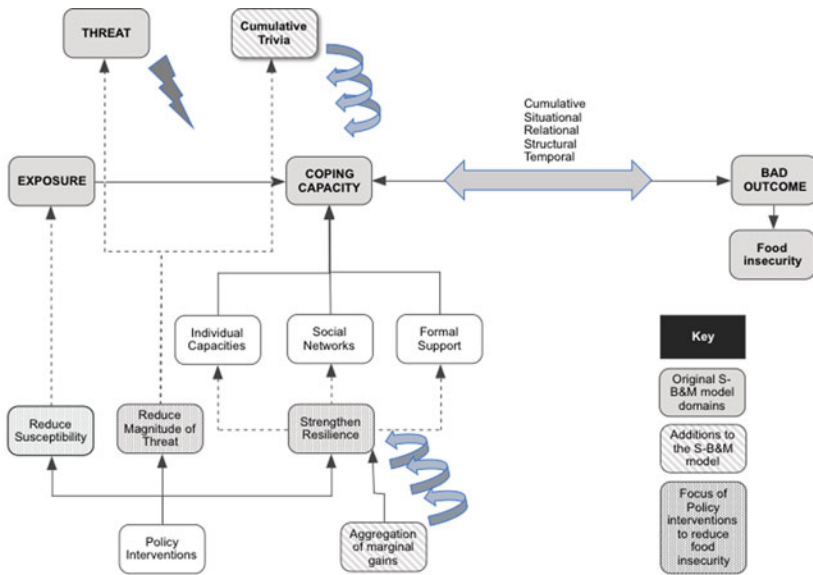 THREAT
Cumulative
Trivia
Cumulative
Situational
Relational
Structural
Temporal
EXPOSURE
COPING
CAPACITY
BAD
OUTCOME
Food
insecurity
Individual
Capacities
Social
Networks
Formal
Support
Reduce
Susceptibility
Reduce
Magnitude of
Threat
Strengthen
Resilience
Policy
Interventions
Aggregation
of marginal
gains
Key
Original S-
B&M model
domains
Additions to
the S-B&M
model
Focus of
Policy
interventions
to reduce
food
insecurity